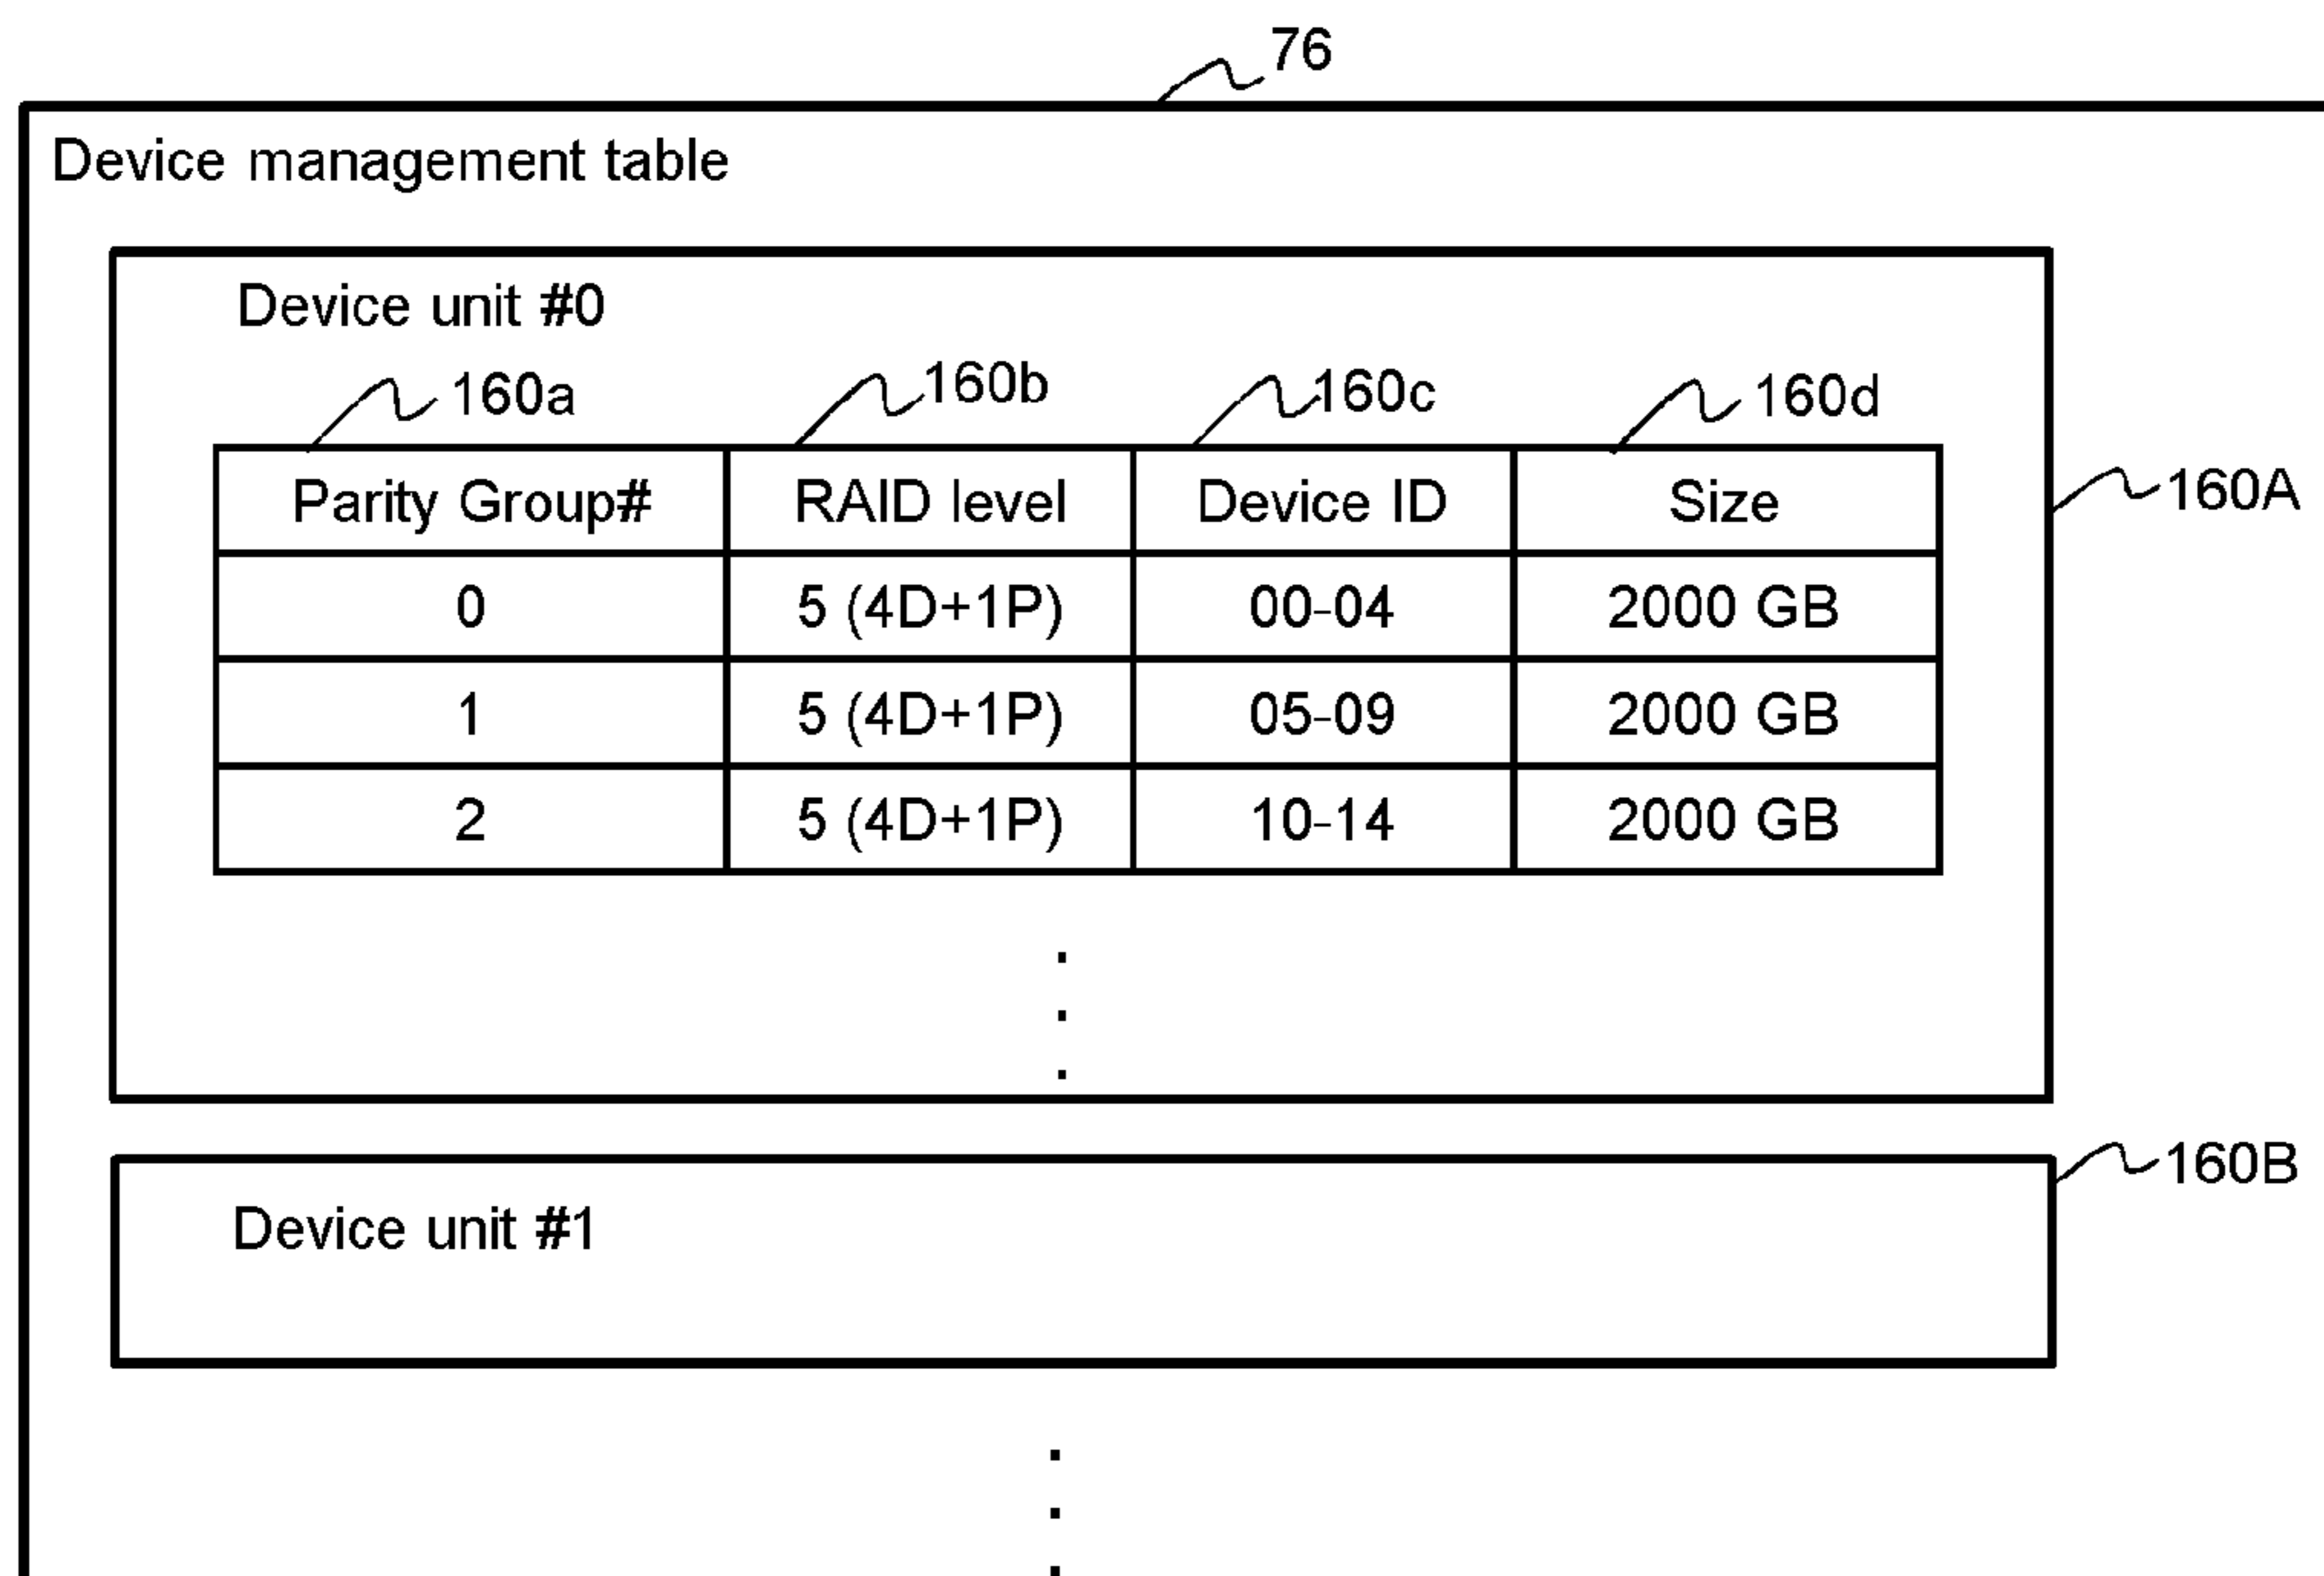 76
Device management table
Device unit #0
160a 160b 160c 160d
Parity Group# RAID level Device ID Size
160A
0 5 (4D+1P) 00-04 2000 GB
1 5 (4D+1P) 05-09 2000 GB
2 5 (4D+1P) 10-14 2000 GB
160B
Device unit #1